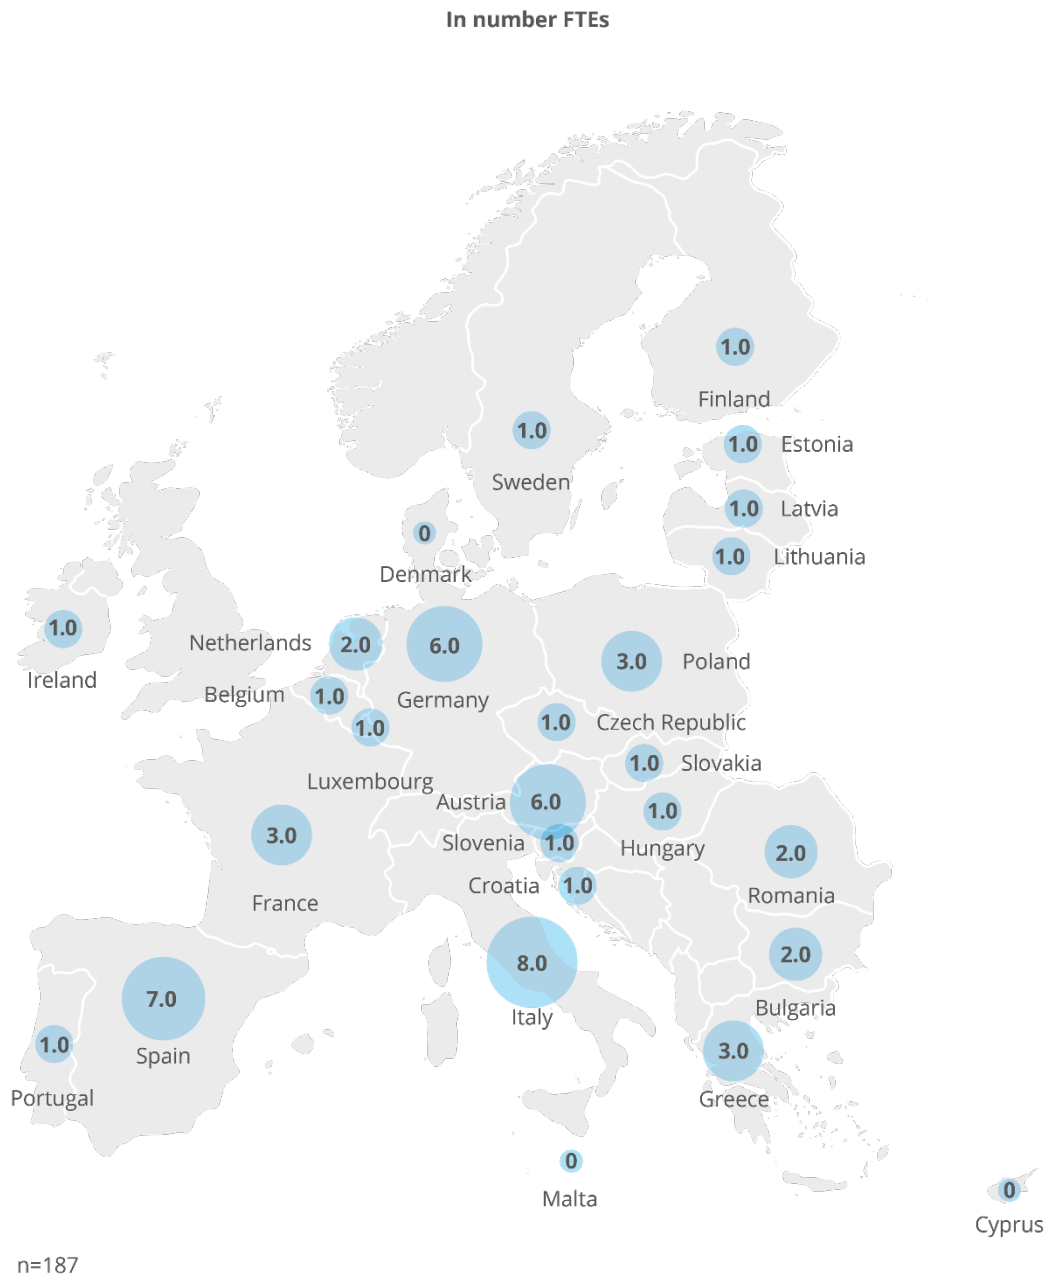 In number FTEs
1.0
Finland
1.0
Sweden
1.0 Estonia
1.0 Latvia
1.0 Lithuania
0
Denmark
1.0
Ireland
Netherlands 2.0
6.0
Germany
3.0 Poland
Belgium 1.0
1.0
Luxembourg
1.0 Czech Republic
1.0 Slovakia
Austria 6.0
1.0
Hungary
3.0
France
Slovenia 1.0
2.0
Romania
Croatia 1.0
8.0
Italy
2.0
Bulgaria
7.0
Spain
1.0
Portugal
3.0
Greece
0
Malta
0
Cyprus
n=187